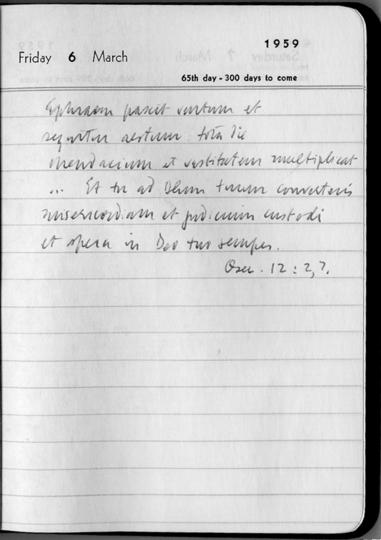 1959
Friday 6 March
65th day - 300 days to come
Ephraem pascit ventum et
sequitur aestum tota die
mendacium et vastitatem multiplicat
... Et tu ad Deum tuum converteris
misericordiam et judicium custodi
et spera in Deo tuo semper.
Osee. 12 : 2, 7.